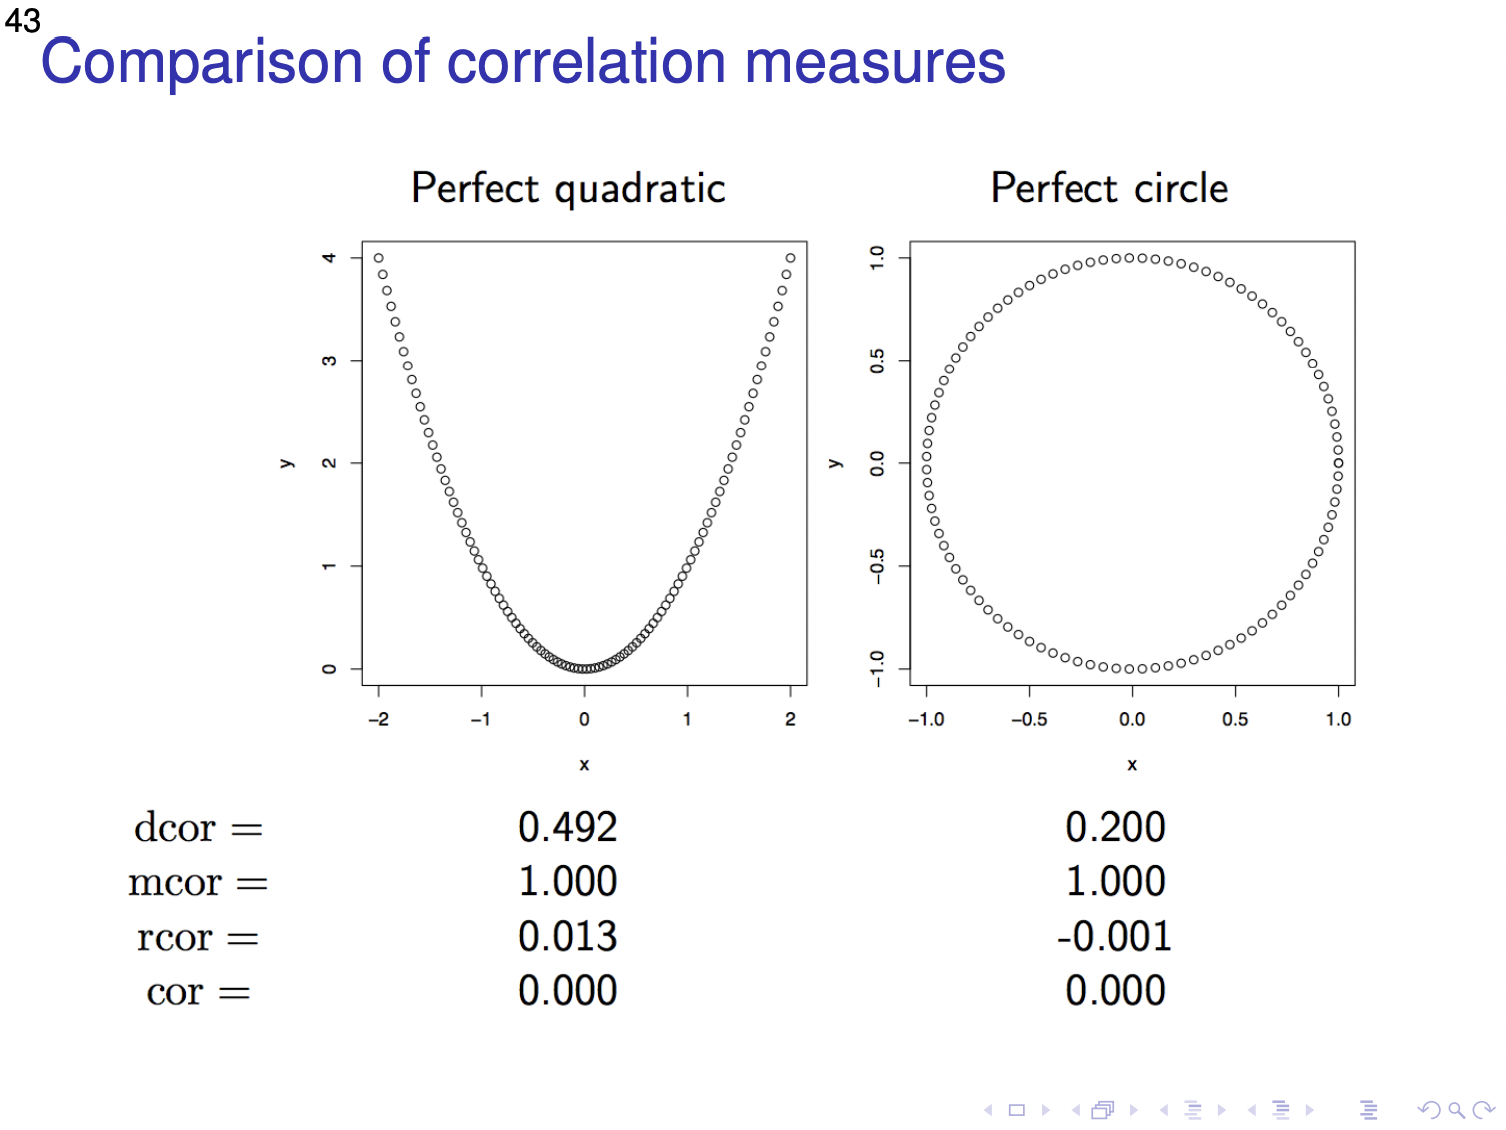 43
Comparison of correlation measures
Perfect quadratic Perfect circle
4
3
2
1
0
y
−2 −1 0 1 2
x
1.0
0.5
0.0
−0.5
−1.0
y
−1.0 −0.5 0.0 0.5 1.0
x
dcor = 0.492 0.200
mcor = 1.000 1.000
rcor = 0.013 -0.001
cor = 0.000 0.000